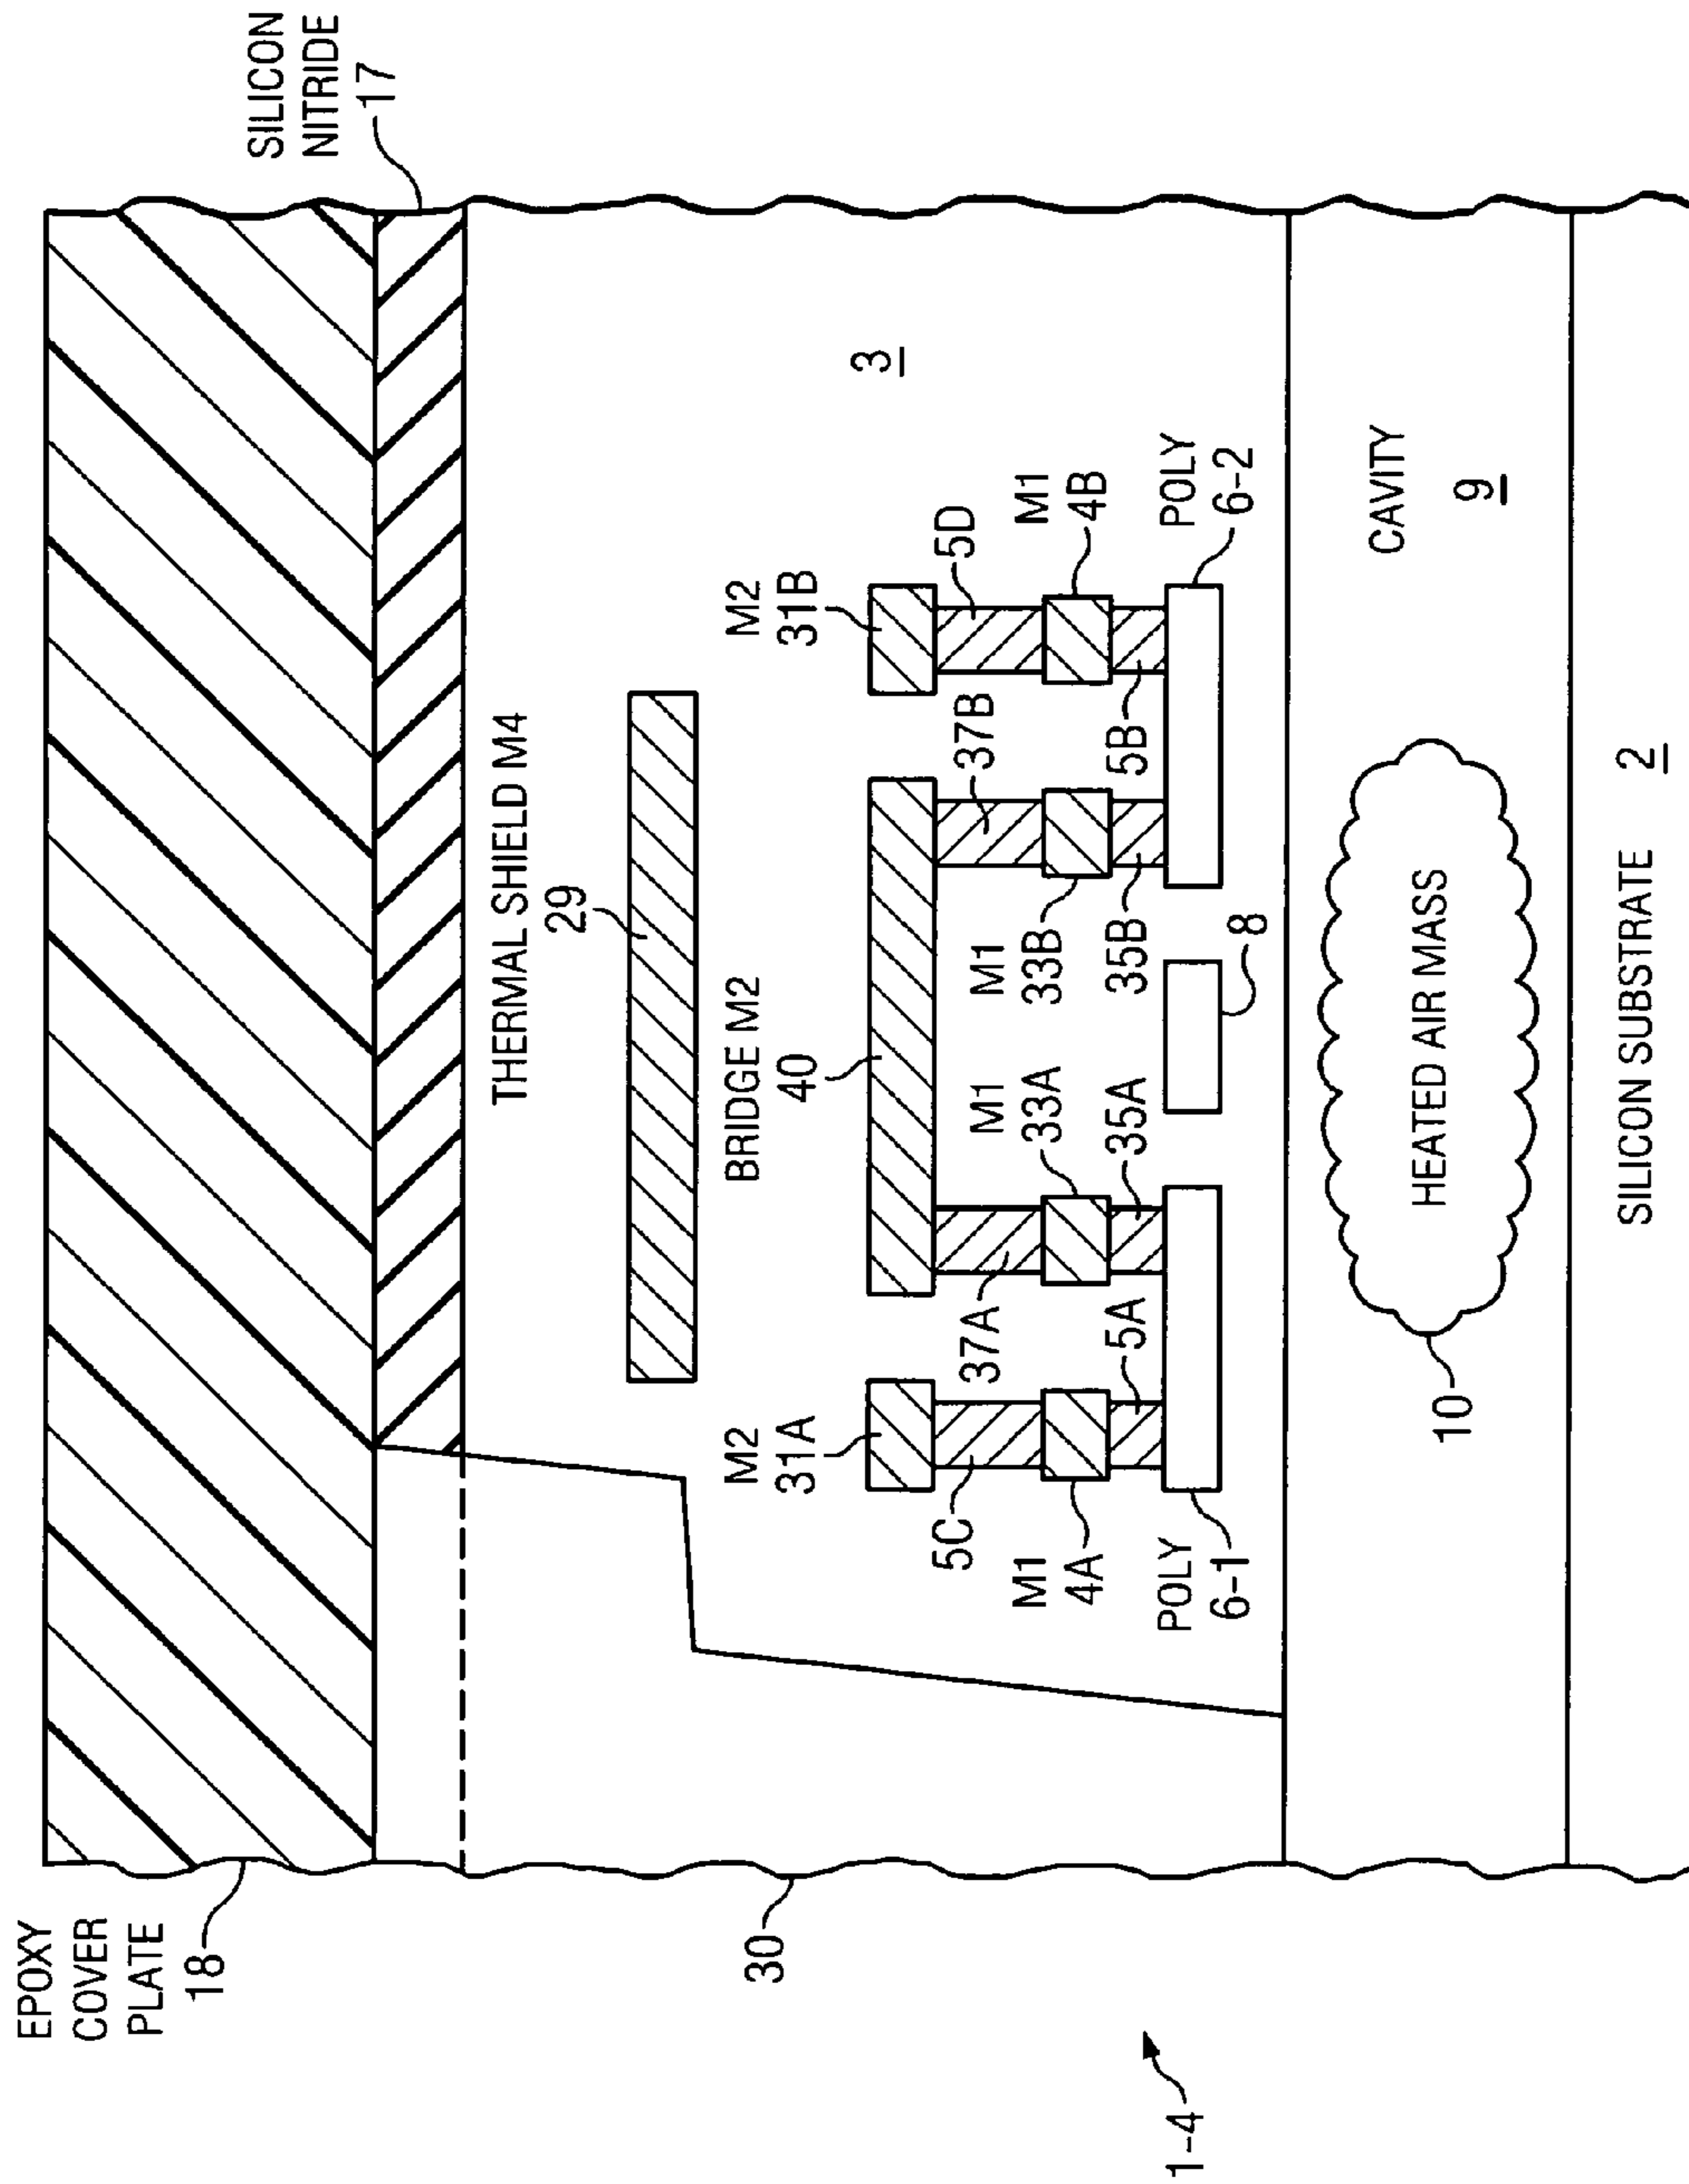 EPOXY
COVER
PLATE
18
SILICON
NITRIDE
17
THERMAL SHIELD M4
29
BRIDGE M2
40
M2
31A
M2
31B
3
30
5C
37A
37B
5D
M1
4A
M1
33A
M1
33B
M1
4B
5A
35A
35B
5B
POLY
6-1
8
POLY
6-2
1-4
CAVITY
9
HEATED AIR MASS
10
SILICON SUBSTRATE 2